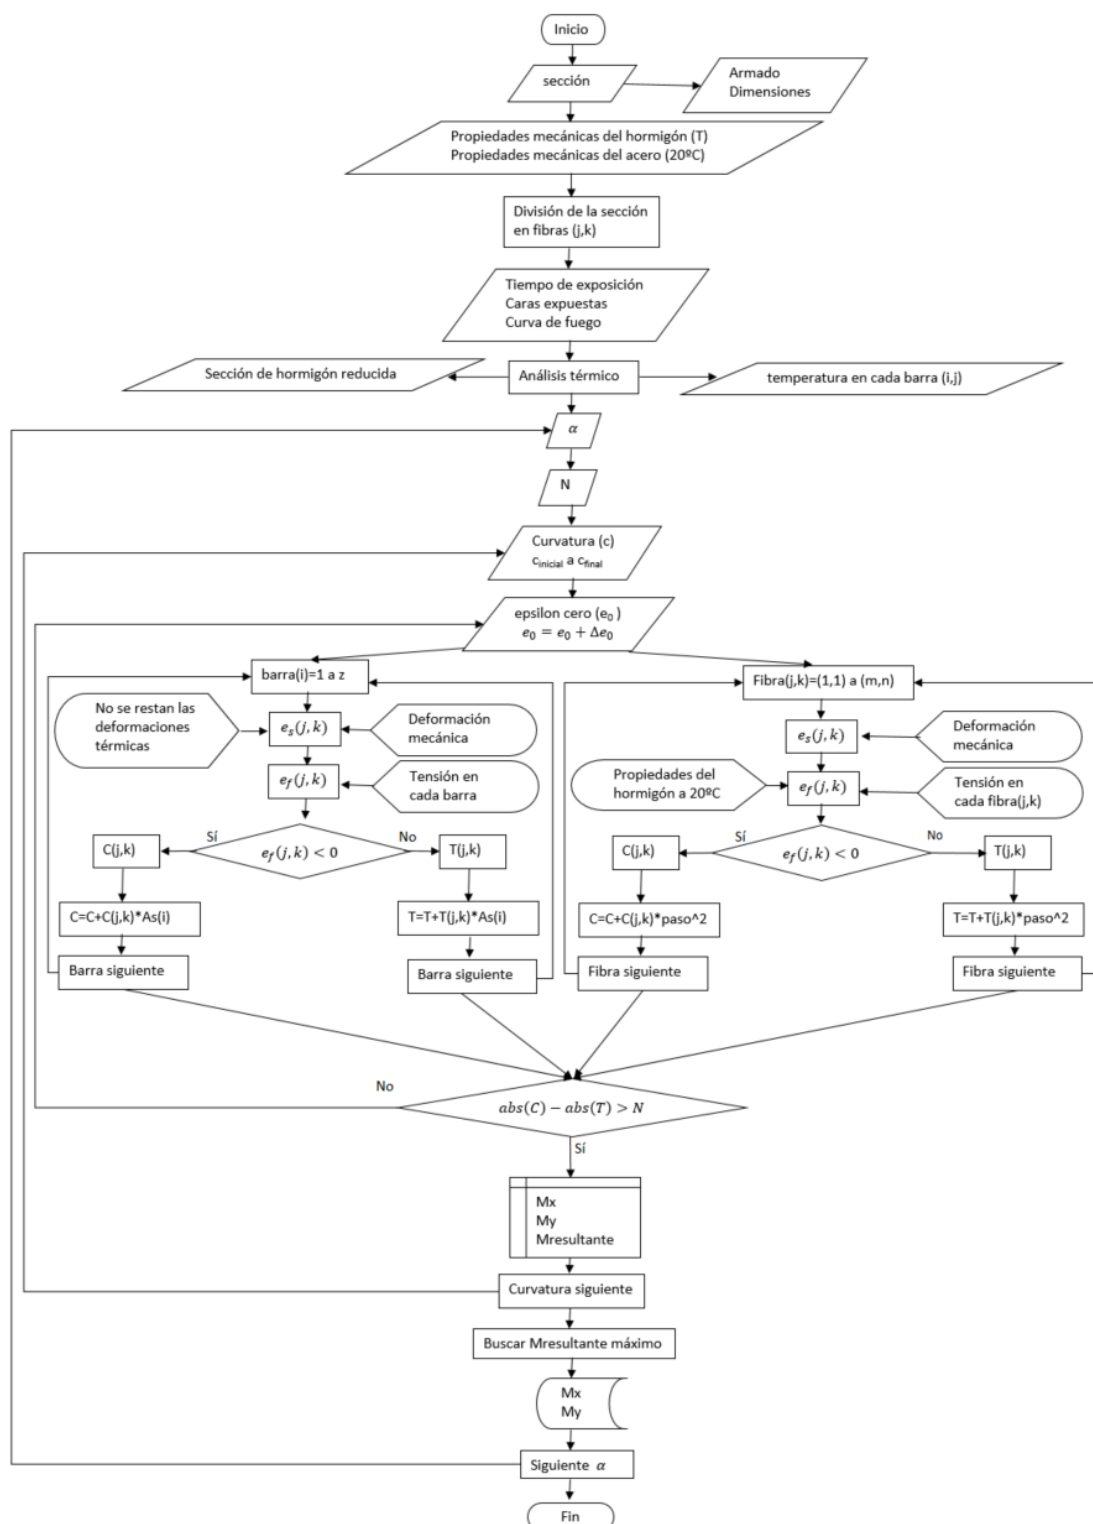 Inicio
sección
Armado
Dimensiones
Propiedades mecánicas del hormigón (T)
Propiedades mecánicas del acero (20ºC)
División de la sección
en fibras (j,k)
Tiempo de exposición
Caras expuestas
Curva de fuego
Sección de hormigón reducida
Análisis térmico
temperatura en cada barra (i,j)
α
N
Curvatura (c)
c_inicial a c_final
epsilon cero (e₀ )
e₀ = e₀ + Δe₀
barra(i)=1 a z
Fibra(j,k)=(1,1) a (m,n)
No se restan las
deformaciones
térmicas
e_s(j, k)
Deformación
mecánica
e_s(j, k)
Deformación
mecánica
e_f(j, k)
Tensión en
cada barra
Propiedades del
hormigón a 20ºC
e_f(j, k)
Tensión en
cada fibra(j,k)
Sí
No
C(j,k)
e_f(j, k) < 0
T(j,k)
Sí
No
C(j,k)
e_f(j, k) < 0
T(j,k)
C=C+C(j,k)*As(i)
T=T+T(j,k)*As(i)
C=C+C(j,k)*paso^2
T=T+T(j,k)*paso^2
Barra siguiente
Barra siguiente
Fibra siguiente
Fibra siguiente
No
abs(C) − abs(T) > N
Sí
Mx
My
Mresultante
Curvatura siguiente
Buscar Mresultante máximo
Mx
My
Siguiente α
Fin